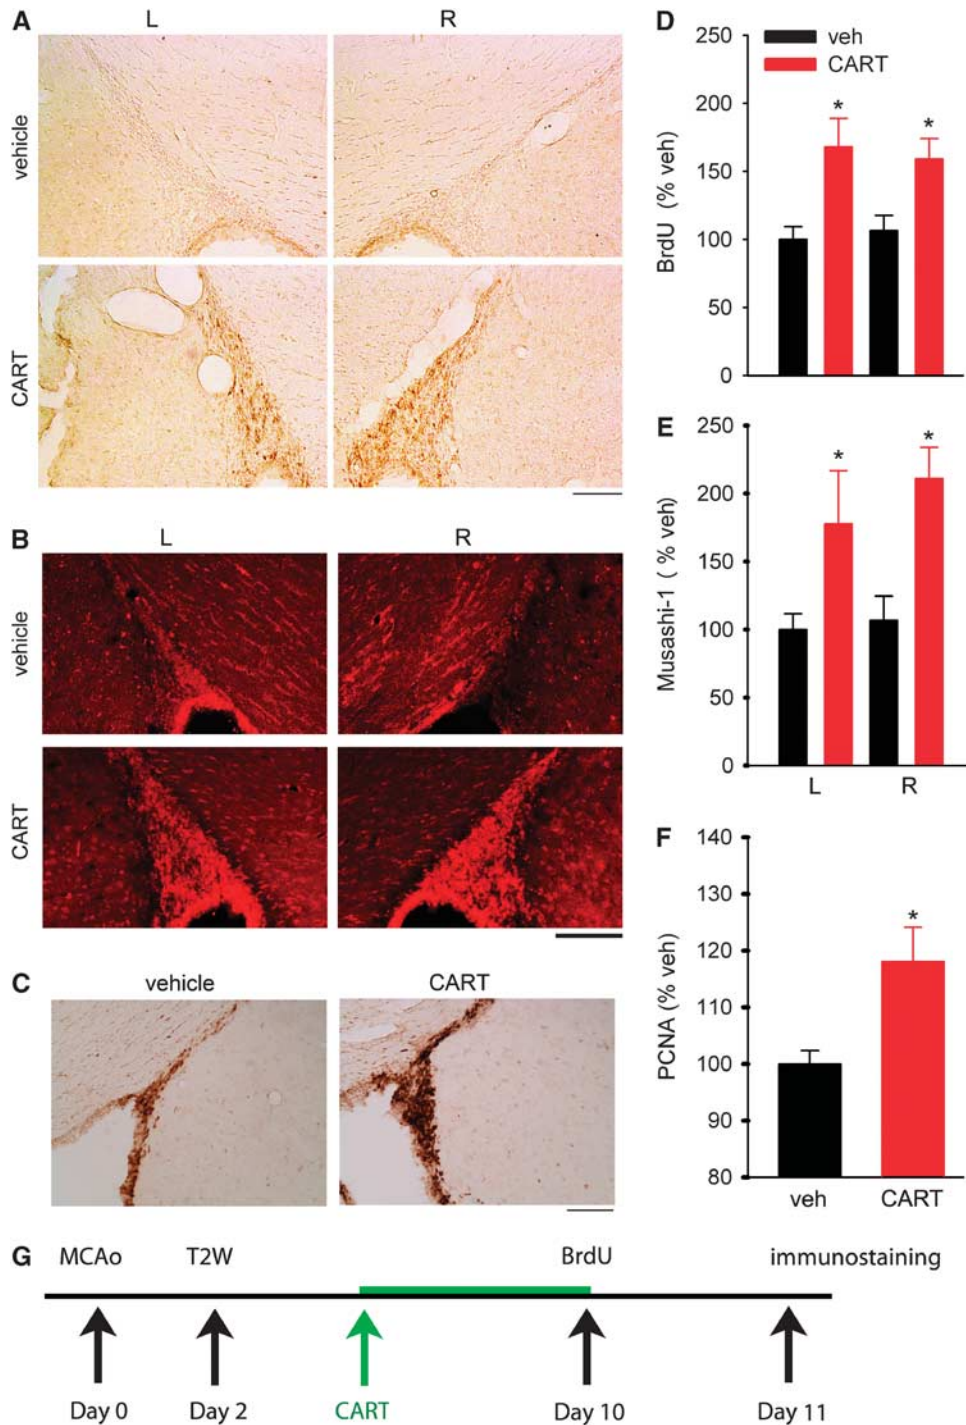 A
L
R
vehicle
CART
B
L
R
vehicle
CART
C
vehicle
CART
D
250
200
150
100
50
0
BrdU (% veh)
veh
CART
*
*
E
250
200
150
100
50
0
Musashi-1 ( % veh)
*
*
L
R
F
140
130
120
110
100
90
80
PCNA (% veh)
*
veh
CART
G
MCAo
T2W
BrdU
immunostaining
Day 0
Day 2
CART
Day 10
Day 11